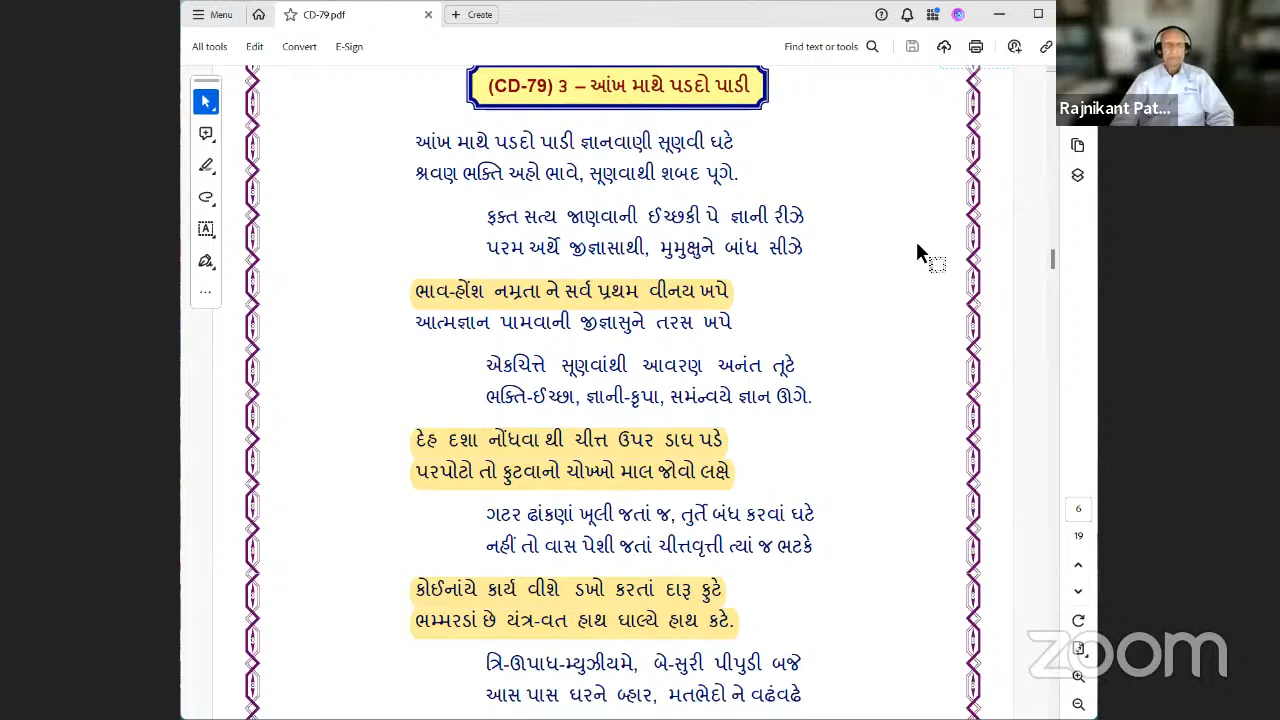 Menu
CD-79.pdf
Create
All tools
Edit
Convert
E-Sign
Find text or tools
Rajnikant Pat...
(CD-79) ૩ – આંખ માથે પડદો પાડી
આંખ માથે પડદો પાડી જ્ઞાનવાણી સૂણવી ઘટે
શ્રવણ ભક્તિ અહો ભાવે, સૂણવાથી શબદ પૂગે.
ફક્ત સત્ય જાણવાની ઈચ્છકી પે જ્ઞાની રીઝે
પરમ અર્થે જીજ્ઞાસાથી, મુમુક્ષુને બાંધ સીઝે
ભાવ-હોંશ નમ્રતા ને સર્વ પ્રથમ વીનય ખપે
આત્મજ્ઞાન પામવાની જીજ્ઞાસુને તરસ ખપે
એકચિત્તે સૂણવાંથી આવરણ અનંત તૂટે
ભક્તિ-ઈચ્છા, જ્ઞાની-કૃપા, સમંન્વયે જ્ઞાન ઊગે.
દેહ દશા નોંધવા થી ચીત્ત ઉપર ડાઘ પડે
પરપોટો તો ફુટવાનો ચોખ્ખો માલ જોવો લક્ષે
ગટર ઢાંકણાં ખૂલી જતાં જ, તુર્તે બંધ કરવાં ઘટે
નહીં તો વાસ પેશી જતાં ચીત્તવૃત્તી ત્યાં જ ભટકે
કોઈનાંયે કાર્ય વીશે ડખો કરતાં દારૂ ફુટે
ભમ્મરડાં છે યંત્ર-વત હાથ ઘાલ્યે હાથ કટે.
ત્રિ-ઊપાધ-મ્યુઝીયમે, બે-સુરી પીપુડી બજે
આસ પાસ ઘરને બ્હાર, મતભેદો ને વઢંવઢે
6
19
zoom